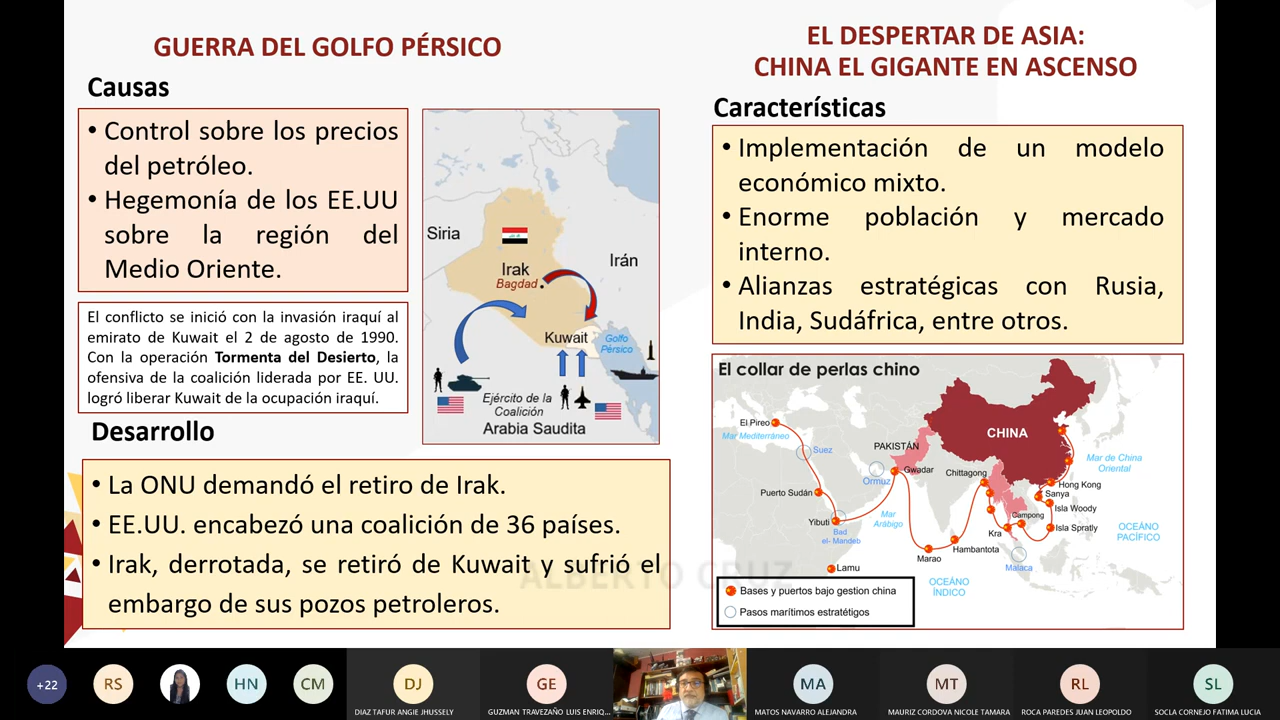 GUERRA DEL GOLFO PÉRSICO
Causas
• Control sobre los precios
del petróleo.
• Hegemonía de los EE.UU
sobre la región del
Medio Oriente.
El conflicto se inició con la invasión iraquí al
emirato de Kuwait el 2 de agosto de 1990.
Con la operación Tormenta del Desierto, la
ofensiva de la coalición liderada por EE. UU.
logró liberar Kuwait de la ocupación iraquí.
Siria
Irak
Bagdad
Irán
Kuwait
Golfo
Pérsico
Ejército de la
Coalición
Arabia Saudita
Desarrollo
• La ONU demandó el retiro de Irak.
• EE.UU. encabezó una coalición de 36 países.
• Irak, derrotada, se retiró de Kuwait y sufrió el
embargo de sus pozos petroleros.
ALBERTO CRUZ
EL DESPERTAR DE ASIA:
CHINA EL GIGANTE EN ASCENSO
Características
• Implementación de un modelo
económico mixto.
• Enorme población y mercado
interno.
• Alianzas estratégicas con Rusia,
India, Sudáfrica, entre otros.
El collar de perlas chino
El Pireo
Mar Mediterráneo
Suez
PAKISTÁN
CHINA
Ormuz
Gwadar
Chittagong
Mar de China
Oriental
Hong Kong
Sanya
Puerto Sudán
Isla Woody
Yibuti
Mar
Arábigo
Campong
Kra
Isla Spratly
OCEÁNO
PACÍFICO
Bad
el- Mandeb
Hambantota
Marao
Malaca
Lamu
OCEÁNO
ÍNDICO
Bases y puertos bajo gestion china
Pasos marítimos estratétigos
+22
RS
HN
CM
DJ
DIAZ TAFUR ANGIE JHUSSELY
GE
GUZMAN TRAVEZAÑO LUIS ENRIQ...
MA
MATOS NAVARRO ALEJANDRA
MT
MAURIZ CORDOVA NICOLE TAMARA
RL
ROCA PAREDES JUAN LEOPOLDO
SL
SOCLA CORNEJO FATIMA LUCIA